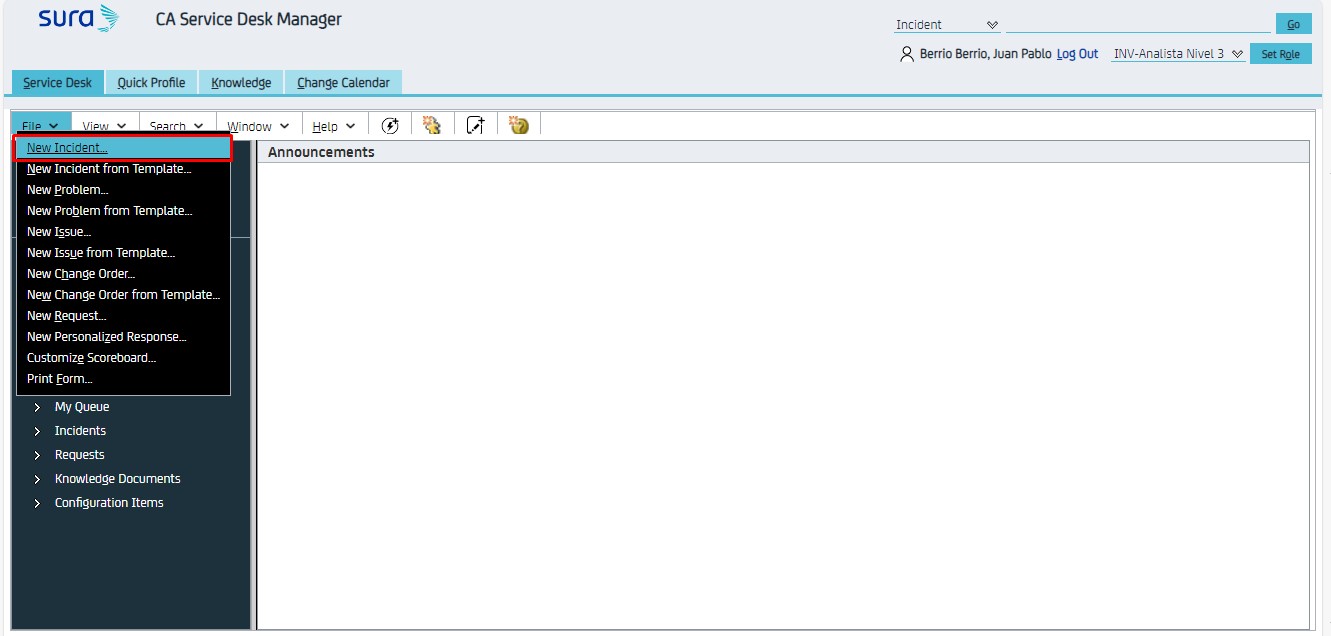 sura
CA Service Desk Manager
Incident
Go
Berrio Berrio, Juan Pablo Log Out
INV-Analista Nivel 3
Set Role
Service Desk
Quick Profile
Knowledge
Change Calendar
File
View
Search
Window
Help
New Incident...
New Incident from Template...
New Problem...
New Problem from Template...
New Issue...
New Issue from Template...
New Change Order...
New Change Order from Template...
New Request...
New Personalized Response...
Customize Scoreboard...
Print Form...
My Queue
Incidents
Requests
Knowledge Documents
Configuration Items
Announcements